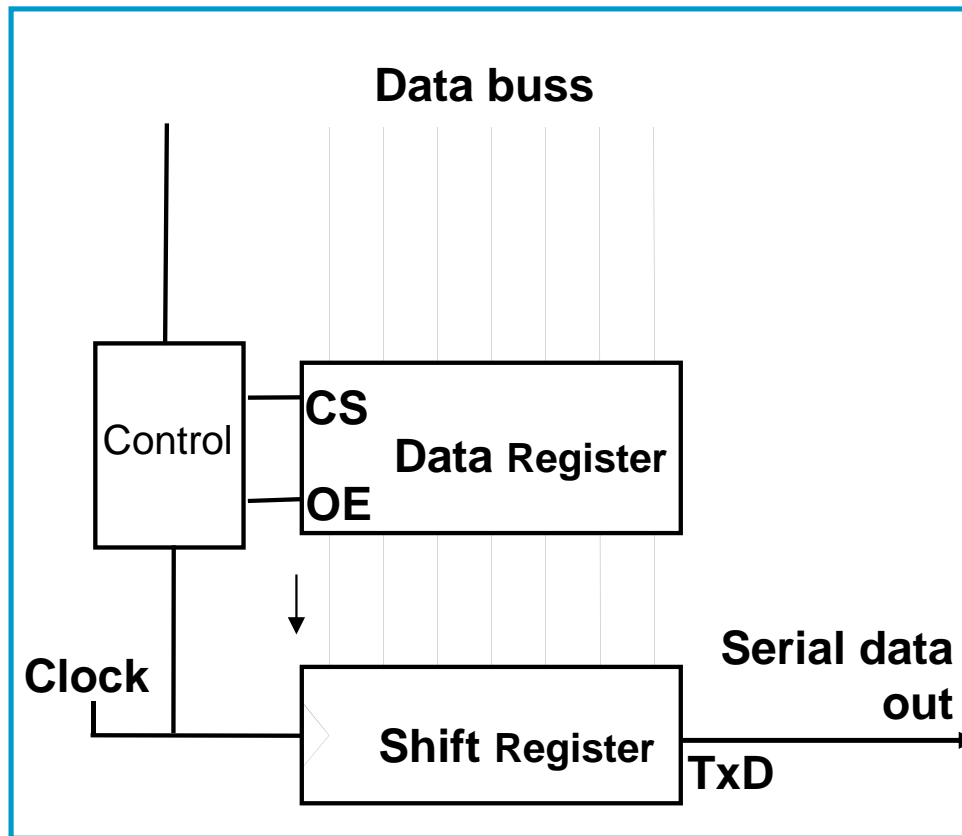 Data buss
CS
Control
Data Register
OE
Serial data
out
Clock
Shift Register
TxD